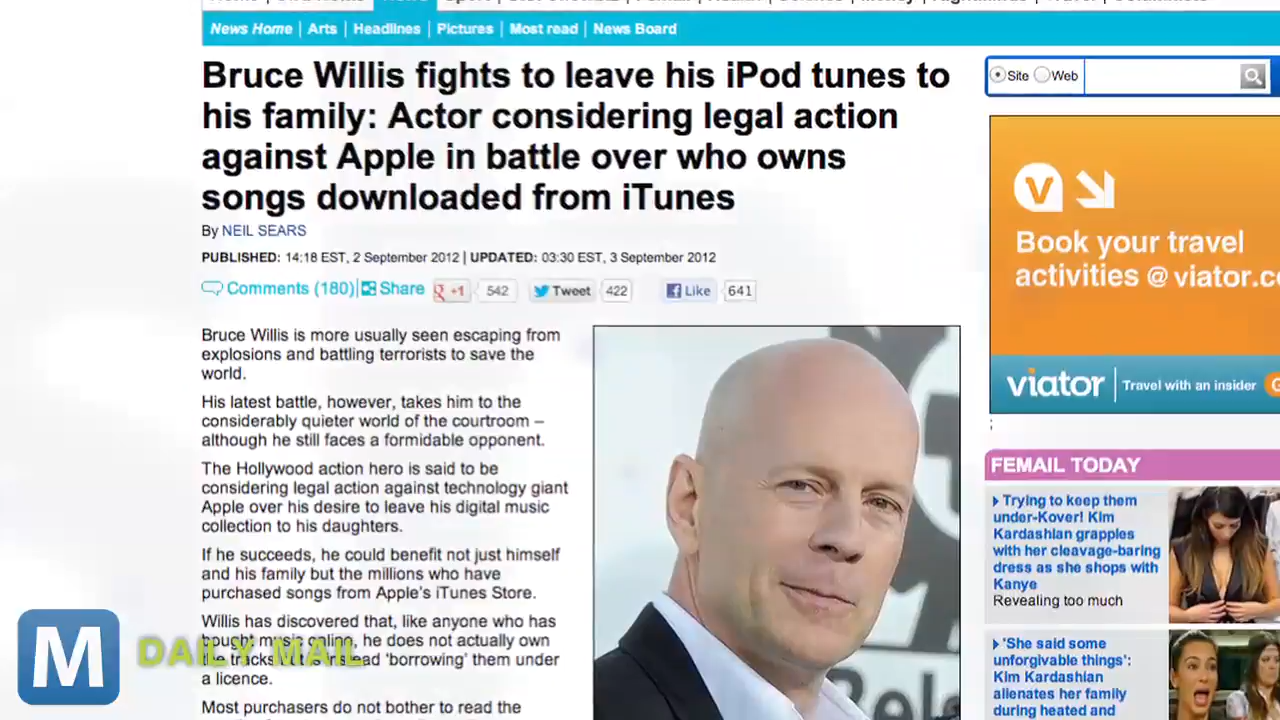 News Home | Arts | Headlines | Pictures | Most read | News Board
Bruce Willis fights to leave his iPod tunes to
his family: Actor considering legal action
against Apple in battle over who owns
songs downloaded from iTunes
By NEIL SEARS
PUBLISHED: 14:18 EST, 2 September 2012 | UPDATED: 03:30 EST, 3 September 2012
Comments (180) | Share +1 542 Tweet 422 Like 641
Bruce Willis is more usually seen escaping from
explosions and battling terrorists to save the
world.
His latest battle, however, takes him to the
considerably quieter world of the courtroom –
although he still faces a formidable opponent.
The Hollywood action hero is said to be
considering legal action against technology giant
Apple over his desire to leave his digital music
collection to his daughters.
If he succeeds, he could benefit not just himself
and his family but the millions who have
purchased songs from Apple's iTunes Store.
Willis has discovered that, like anyone who has
bought music online, he does not actually own
tracks 'borrowing' them under
a licence.
Most purchasers do not bother to read the
Site Web
V
Book your travel
activities @ viator.co
viator Travel with an insider
;
FEMAIL TODAY
Trying to keep them
under-Kover! Kim
Kardashian grapples
with her cleavage-baring
dress as she shops with
Kanye
Revealing too much
'She said some
unforgivable things':
Kim Kardashian
alienates her family
during heated and
M DAILY MAIL